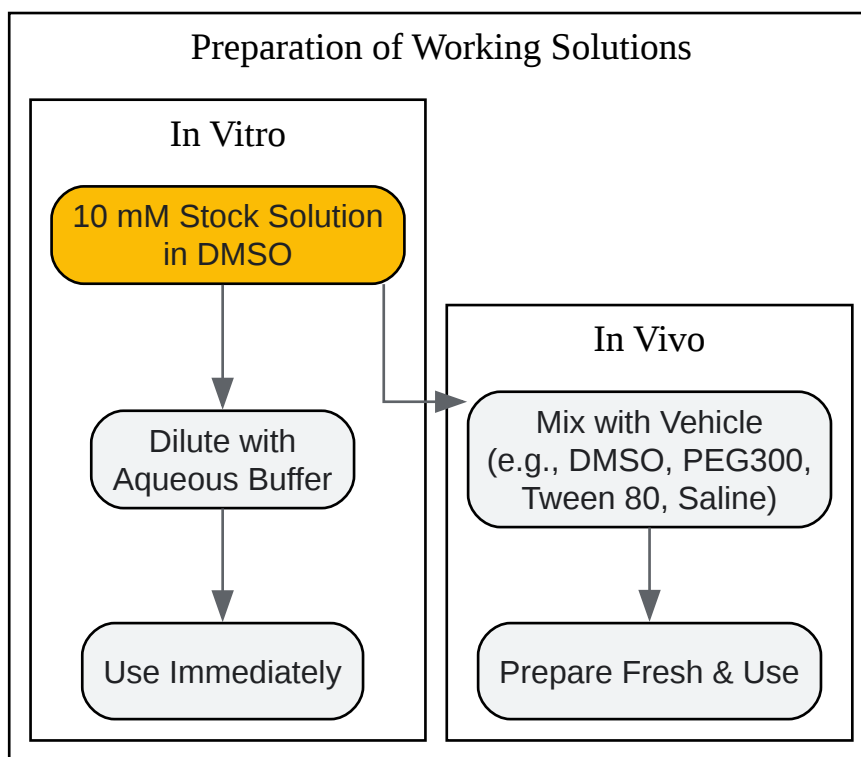 Preparation of Working Solutions
In Vitro
10 mM Stock Solution
in DMSO
Dilute with
Aqueous Buffer
Use Immediately
In Vivo
Mix with Vehicle
(e.g., DMSO, PEG300,
Tween 80, Saline)
Prepare Fresh & Use